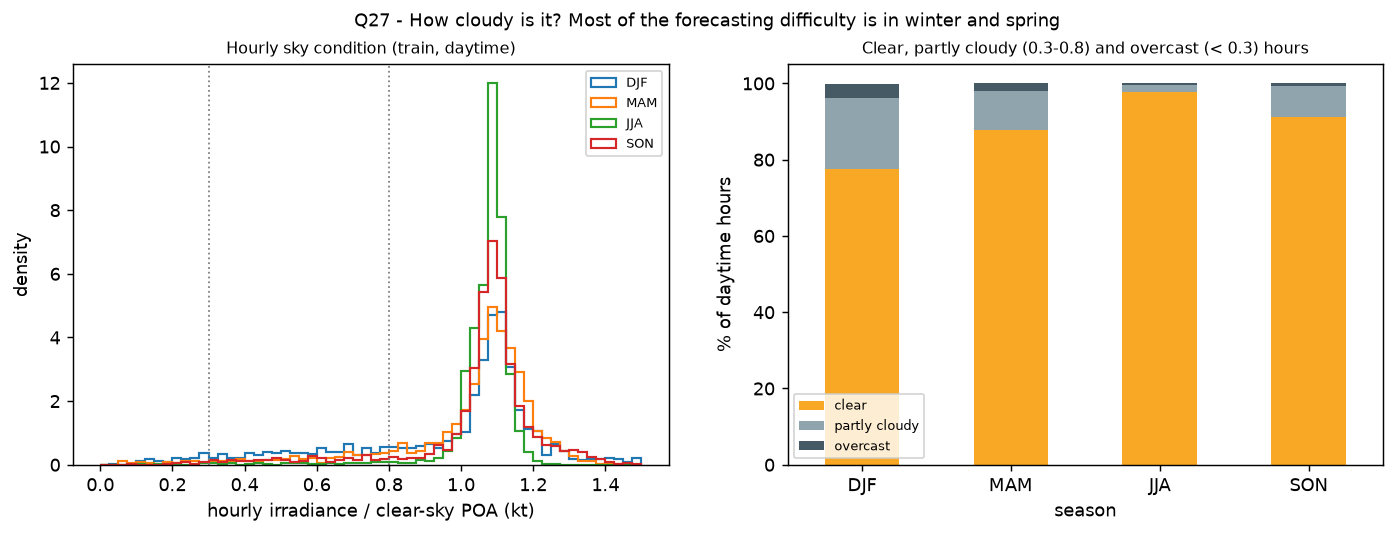 Q27 - How cloudy is it? Most of the forecasting difficulty is in winter and spring
Hourly sky condition (train, daytime)
density
12
10
8
6
4
2
0
DJF
MAM
JJA
SON
0.0 0.2 0.4 0.6 0.8 1.0 1.2 1.4
hourly irradiance / clear-sky POA (kt)
Clear, partly cloudy (0.3-0.8) and overcast (< 0.3) hours
% of daytime hours
100
80
60
40
20
0
clear
partly cloudy
overcast
DJF MAM JJA SON
season